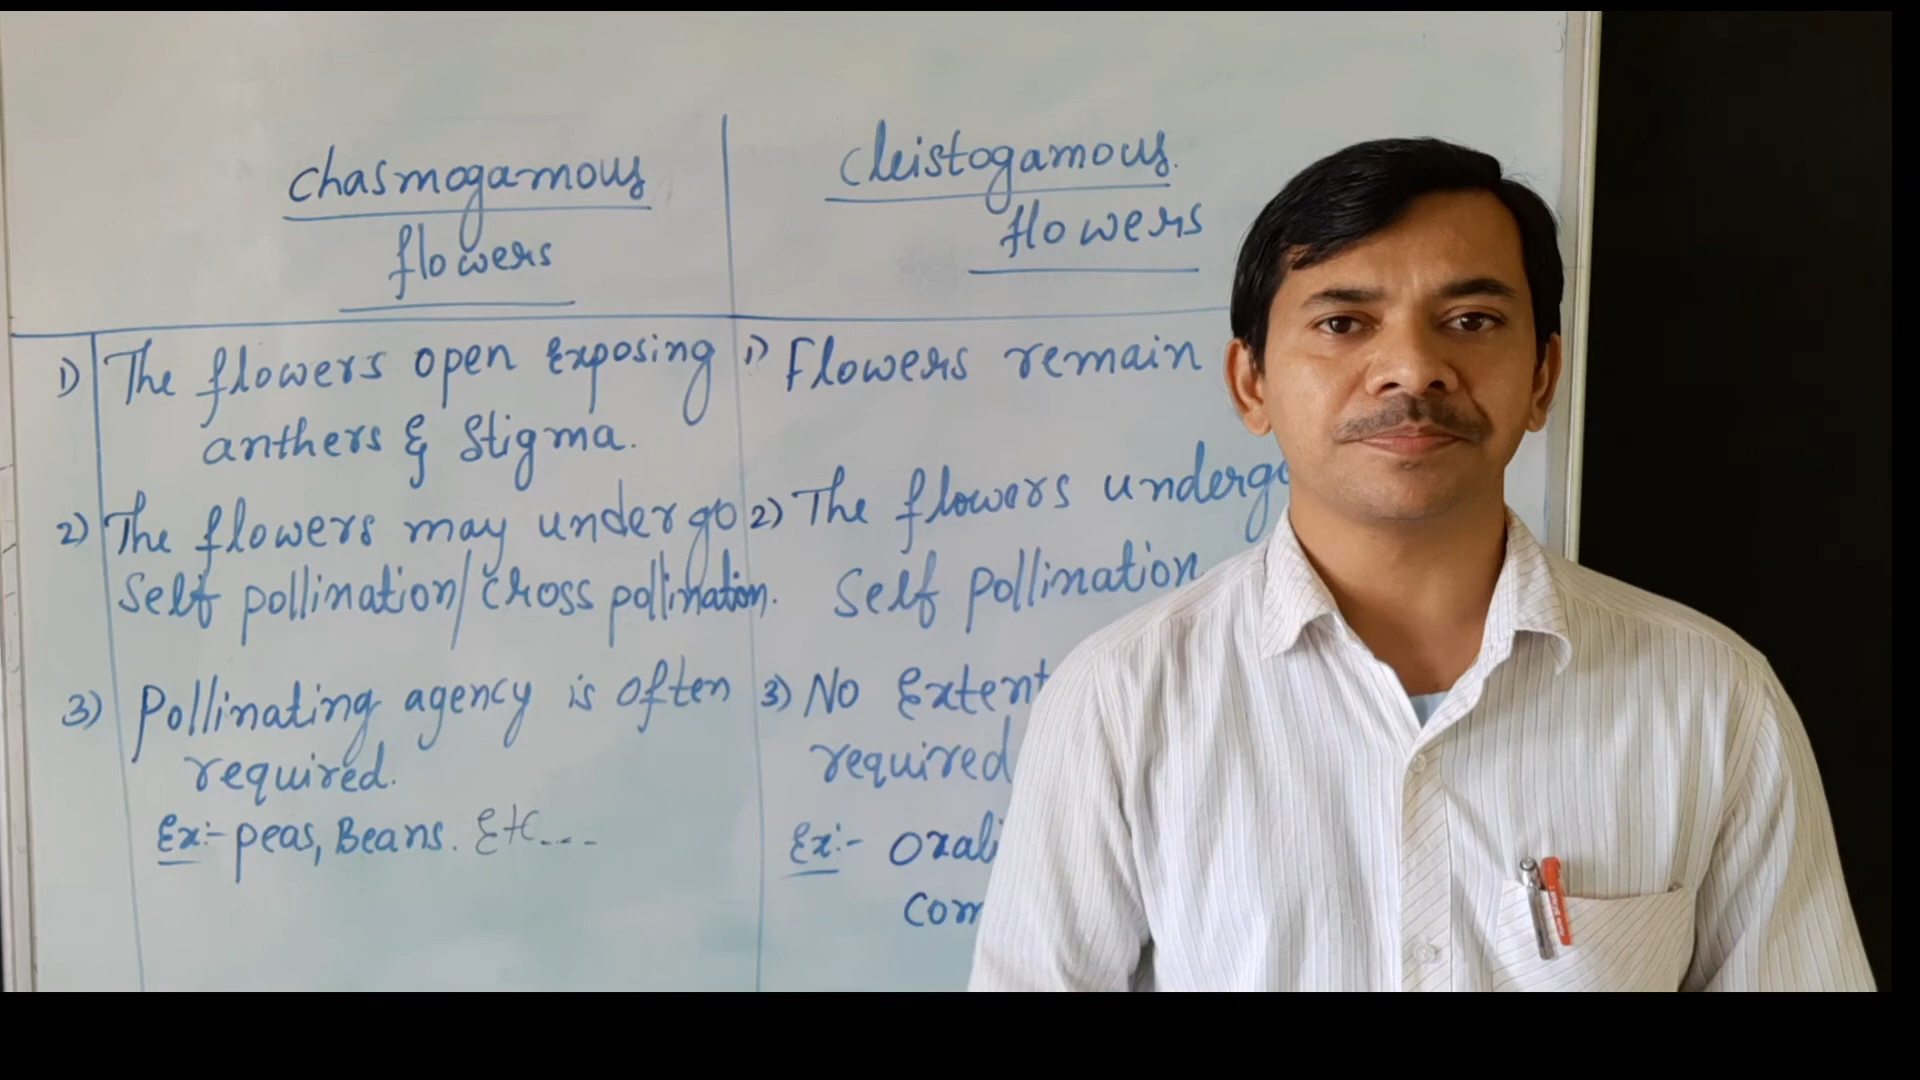 chasmogamous
flowers
Cleistogamous.
flowers
1) The flowers open Exposing
anthers & Stigma.
2) The flowers may undergo
Self pollination/cross pollination.
3) Pollinating agency is often
required.
Ex:- peas, Beans. Etc...
1) Flowers remain
2) The flowers undergo
Self pollination
3) No Extent
required
Ex:-